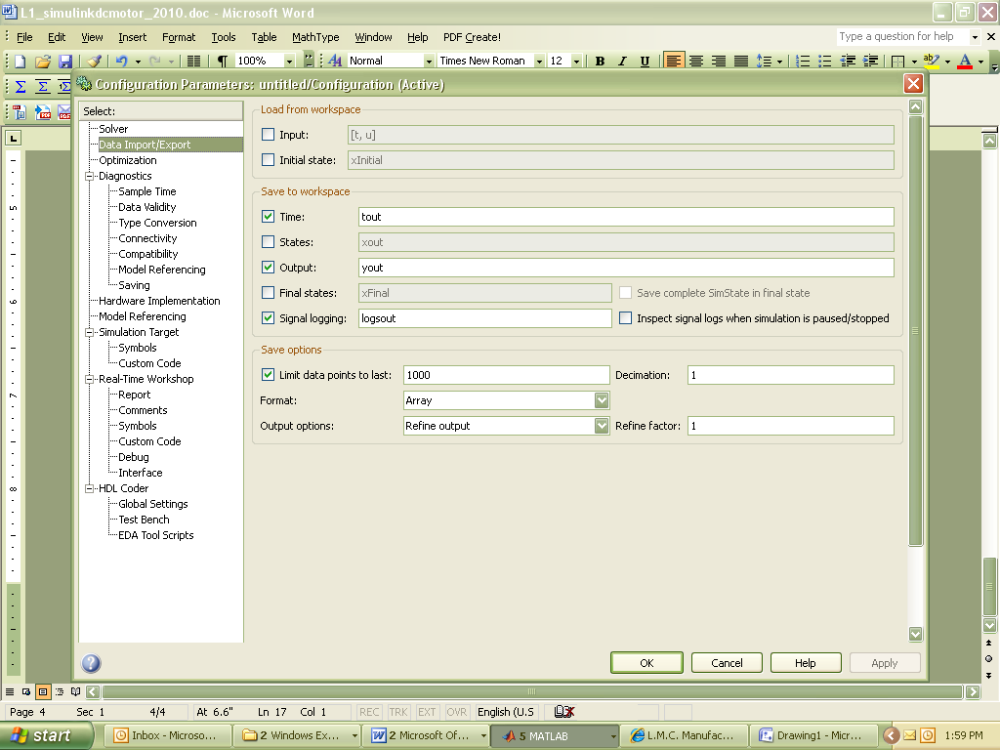 L1_simulinkdcmotor_2010.doc - Microsoft Word
File Edit View Insert Format Tools Table MathType Window Help PDF Create! Type a question for help
100% Normal Times New Roman 12 B I U
Configuration Parameters: untitled/Configuration (Active)
Select:
Solver
Data Import/Export
Optimization
Diagnostics
Sample Time
Data Validity
Type Conversion
Connectivity
Compatibility
Model Referencing
Saving
Hardware Implementation
Model Referencing
Simulation Target
Symbols
Custom Code
Real-Time Workshop
Report
Comments
Symbols
Custom Code
Debug
Interface
HDL Coder
Global Settings
Test Bench
EDA Tool Scripts
Load from workspace
Input: [t, u]
Initial state: xInitial
Save to workspace
Time: tout
States: xout
Output: yout
Final states: xFinal Save complete SimState in final state
Signal logging: logsout Inspect signal logs when simulation is paused/stopped
Save options
Limit data points to last: 1000 Decimation: 1
Format: Array
Output options: Refine output Refine factor: 1
OK Cancel Help Apply
Page 4 Sec 1 4/4 At 6.6" Ln 17 Col 1 REC TRK EXT OVR English (U.S
start Inbox - Microso... 2 Windows Ex... 2 Microsoft Of... 5 MATLAB L.M.C. Manufac... Drawing1 - Micr... 1:59 PM